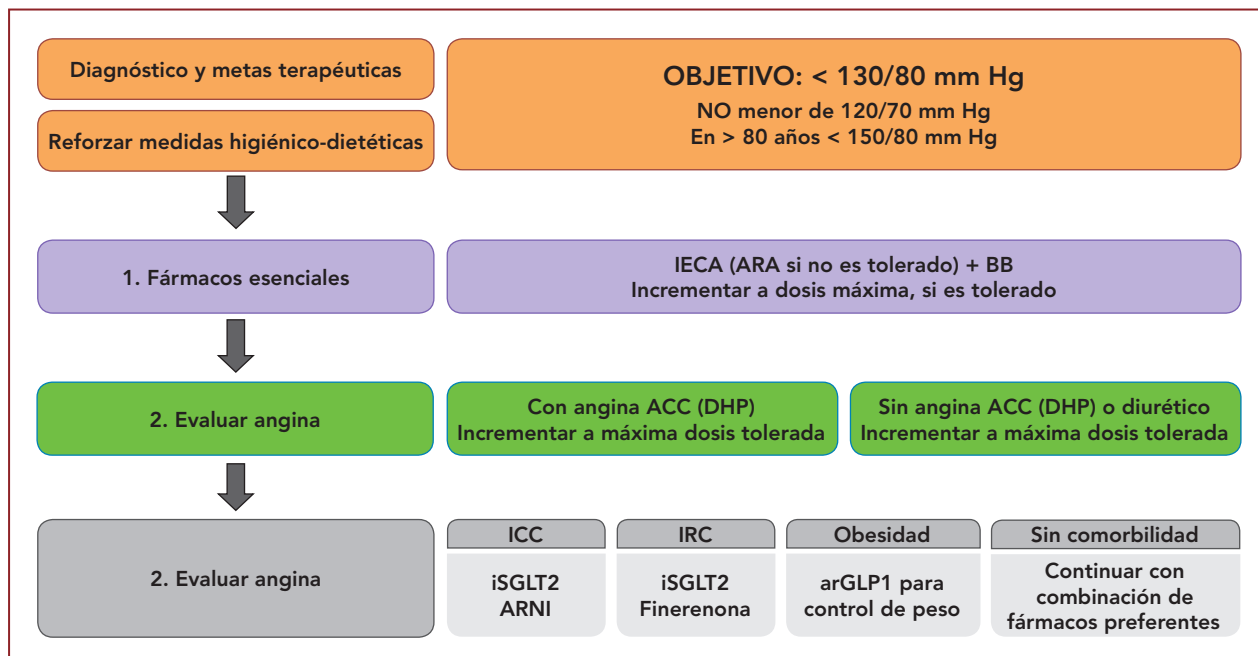 Diagnóstico y metas terapéuticas
Reforzar medidas higiénico-dietéticas
OBJETIVO: < 130/80 mm Hg
NO menor de 120/70 mm Hg
En > 80 años < 150/80 mm Hg
1. Fármacos esenciales
IECA (ARA si no es tolerado) + BB
Incrementar a dosis máxima, si es tolerado
2. Evaluar angina
Con angina ACC (DHP)
Incrementar a máxima dosis tolerada
Sin angina ACC (DHP) o diurético
Incrementar a máxima dosis tolerada
2. Evaluar angina
ICC
iSGLT2
ARNI
IRC
iSGLT2
Finerenona
Obesidad
arGLP1 para
control de peso
Sin comorbilidad
Continuar con
combinación de
fármacos preferentes